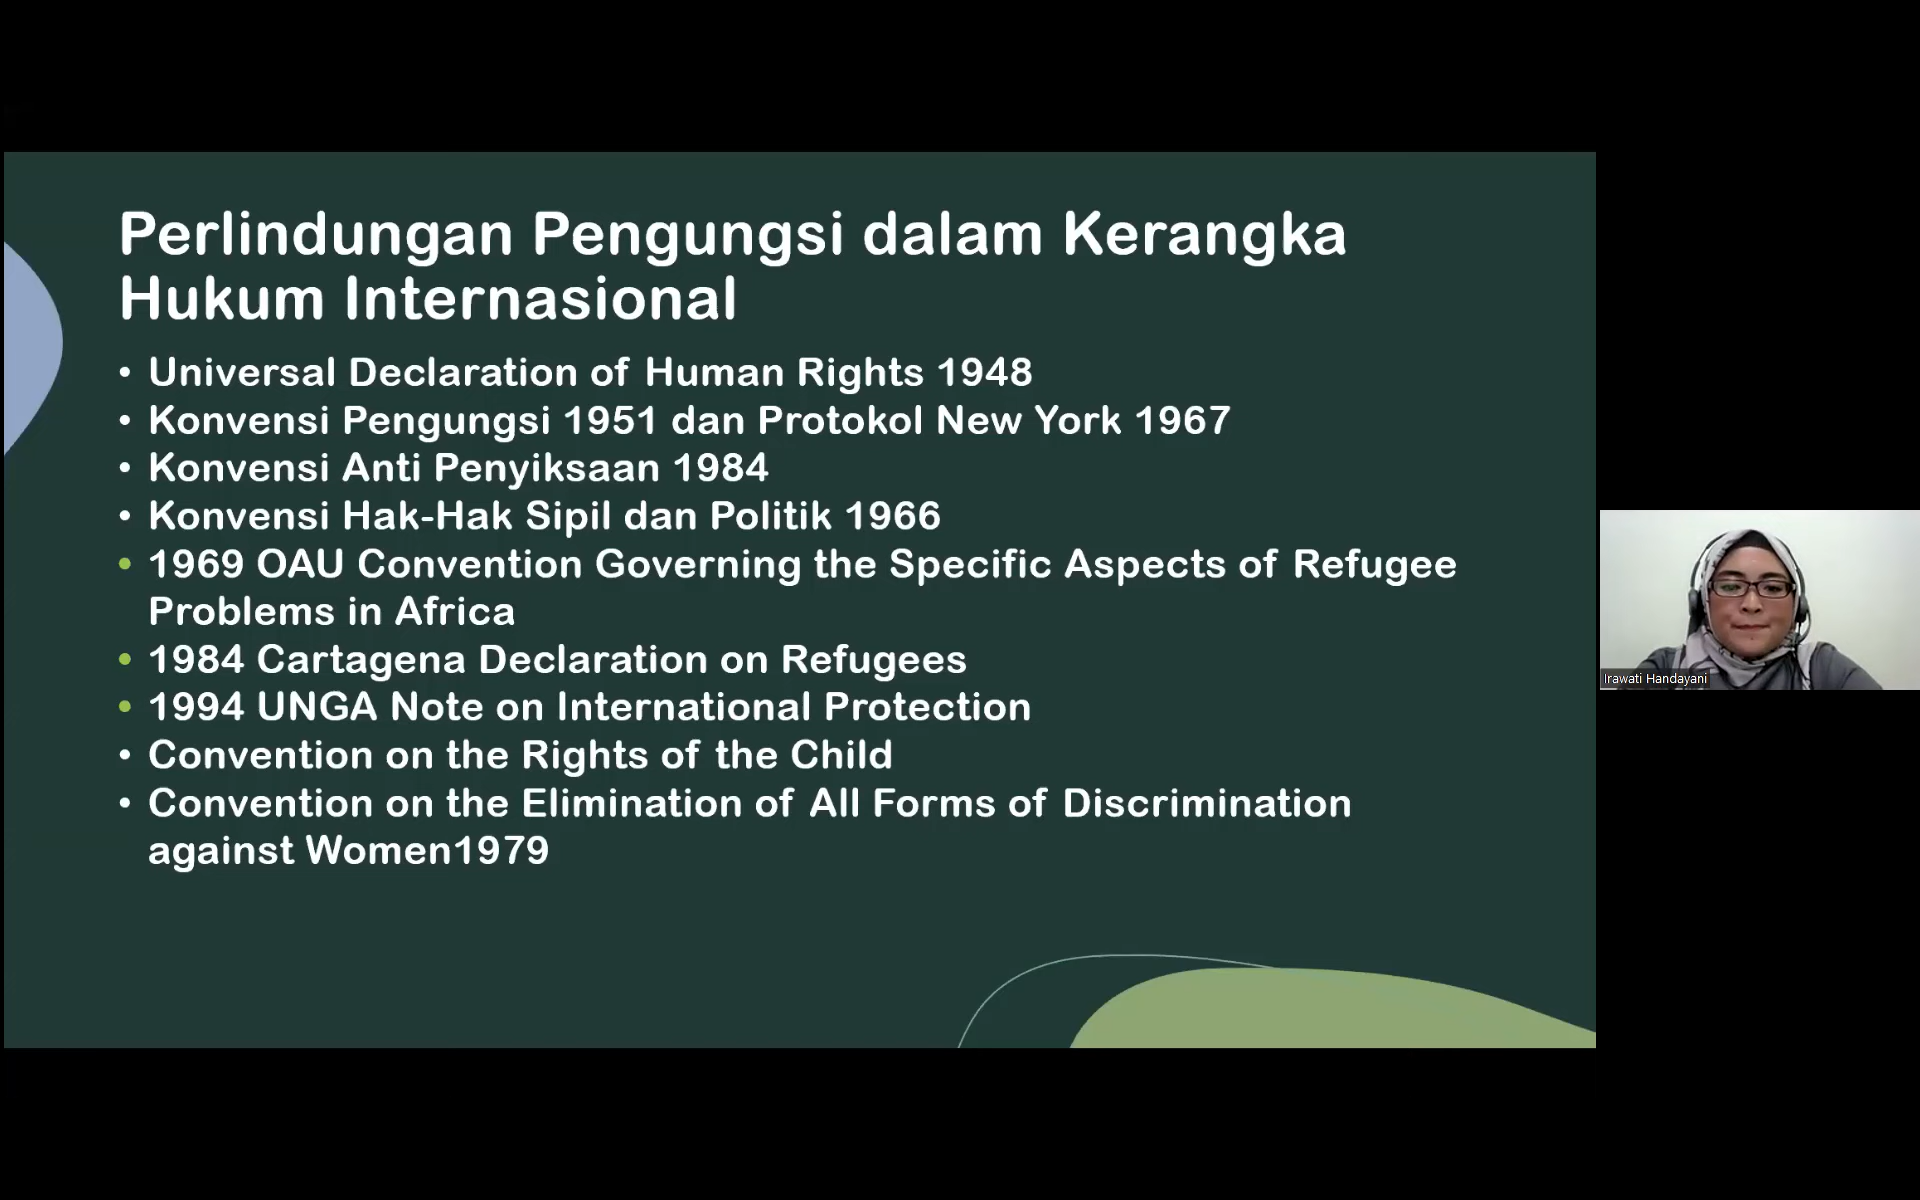 Perlindungan Pengungsi dalam Kerangka
Hukum Internasional
• Universal Declaration of Human Rights 1948
• Konvensi Pengungsi 1951 dan Protokol New York 1967
• Konvensi Anti Penyiksaan 1984
• Konvensi Hak-Hak Sipil dan Politik 1966
• 1969 OAU Convention Governing the Specific Aspects of Refugee
Problems in Africa
• 1984 Cartagena Declaration on Refugees
• 1994 UNGA Note on International Protection
• Convention on the Rights of the Child
• Convention on the Elimination of All Forms of Discrimination
against Women1979
Irawati Handayani